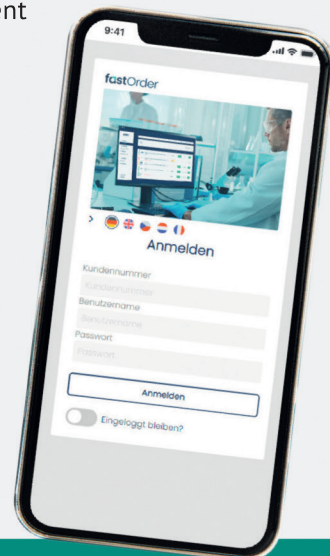 ent
9:41
fastOrder
Anmelden
Kundennummer
Kundennummer
Benutzername
Benutzername
Passwort
Passwort
Anmelden
Eingeloggt bleiben?